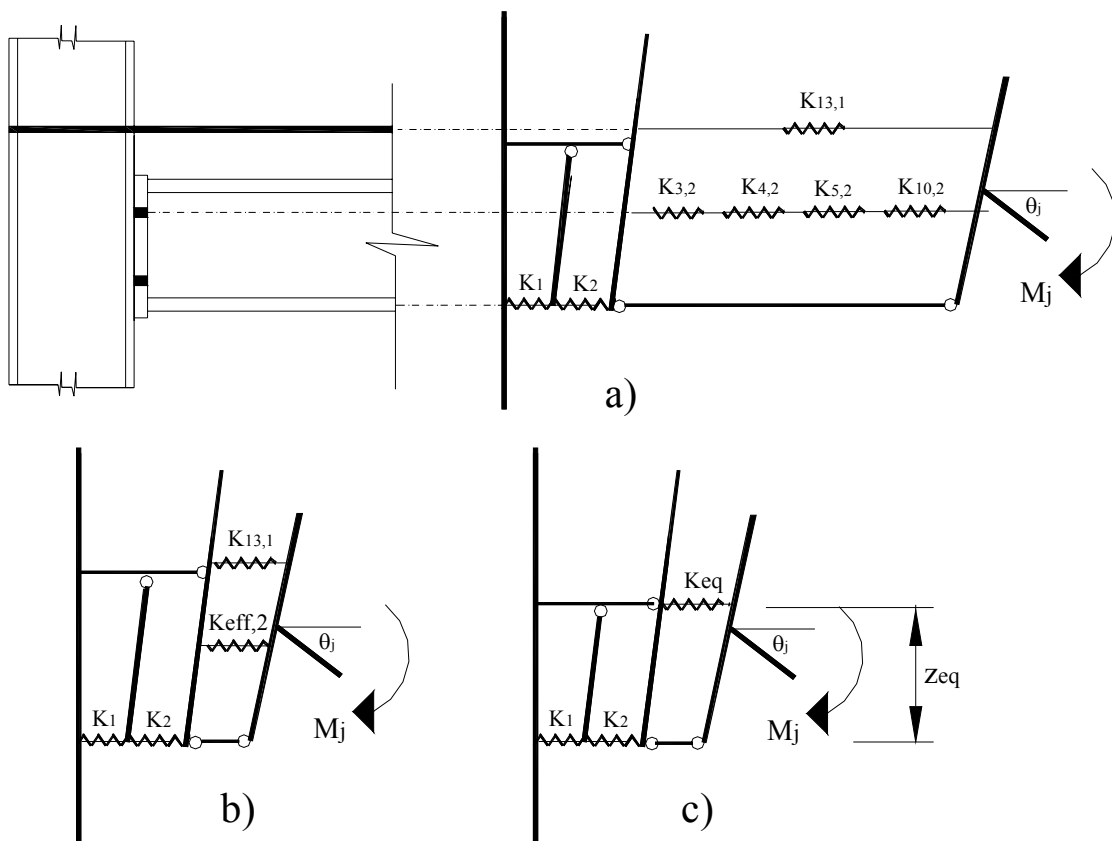 K13,1
K3,2 K4,2 K5,2 K10,2
θj
K1 K2
Mj
a)
K13,1
Keff,2
θj
K1 K2
Mj
b)
Keq
θj
zeq
K1 K2
Mj
c)